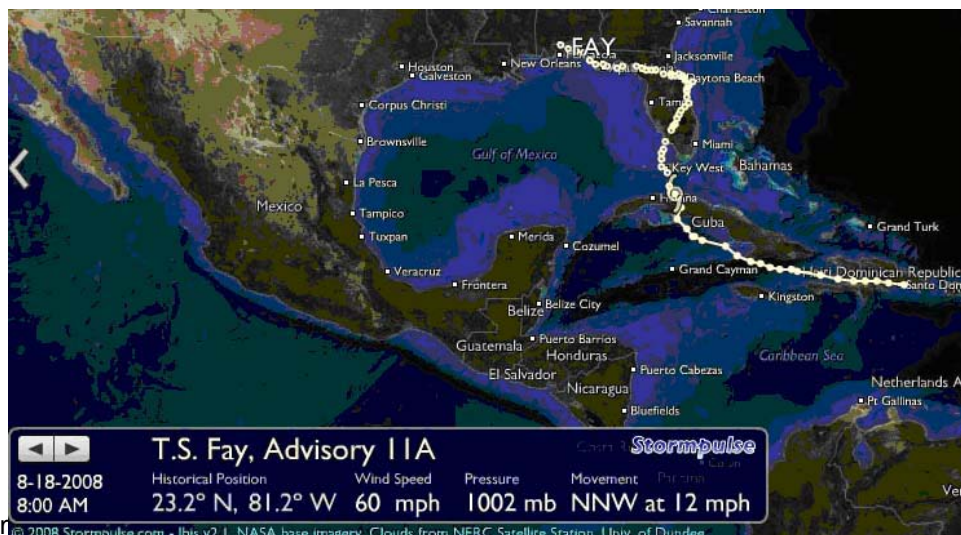 Charleston
Savannah
FAY
Jacksonville
New Orleans
Houston
Galveston
Daytona Beach
Corpus Christi
Brownsville
Gulf of Mexico
Miami
Bahamas
Key West
La Pesca
Mexico
Tampico
Cuba
Grand Turk
Tuxpan
Merida
Cozumel
Veracruz
Grand Cayman
Haiti Dominican Republic
Frontera
Santo Dom
Kingston
Belize City
Belize
Puerto Barrios
Guatemala
Honduras
Caribbean Sea
El Salvador
Puerto Cabezas
Nicaragua
Netherlands A
Pt Gallinas
Bluefields
T.S. Fay, Advisory 11A
Stormpulse
8-18-2008
8:00 AM
Historical Position
Wind Speed
Pressure
Movement
23.2° N, 81.2° W
60 mph
1002 mb
NNW at 12 mph
© 2008 Stormpulse.com - Ibis v2.1. NASA base imagery. Clouds from NERC Satellite Station, Univ. of Dundee